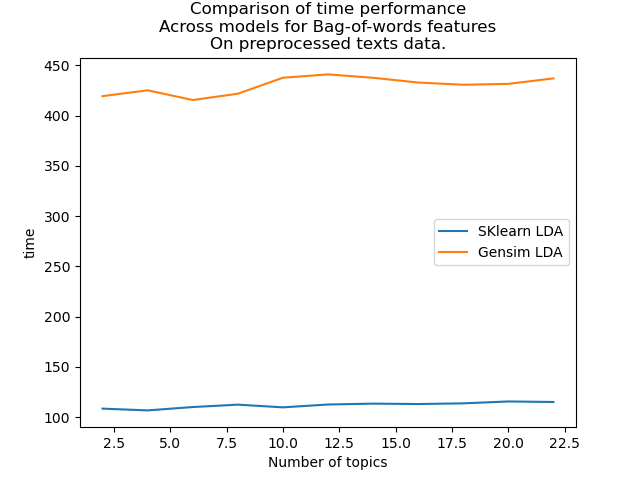 Comparison of time performance
Across models for Bag-of-words features
On preprocessed texts data.
450
400
350
300
250
200
150
100
time
SKlearn LDA
Gensim LDA
2.5 5.0 7.5 10.0 12.5 15.0 17.5 20.0 22.5
Number of topics